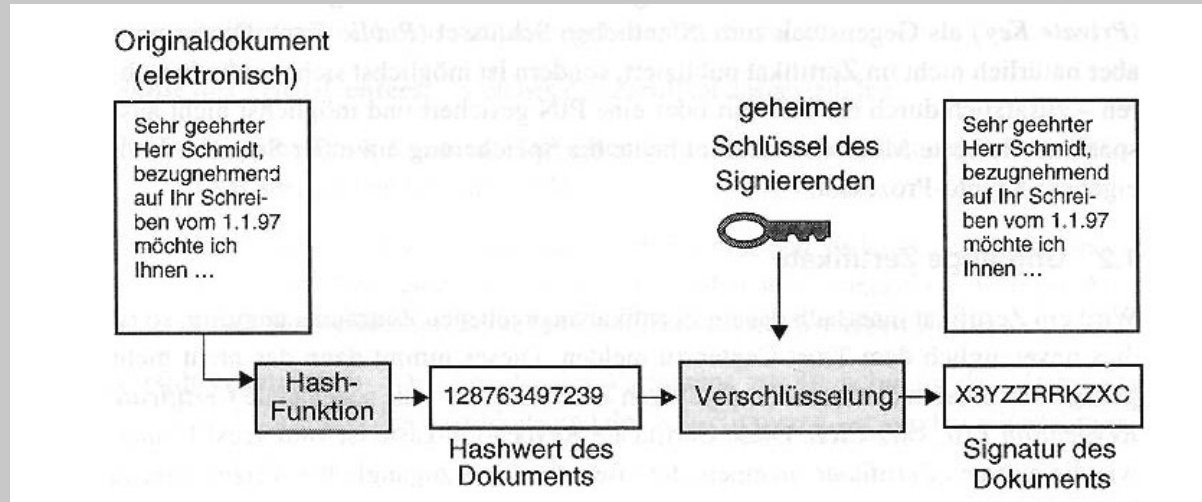 Originaldokument
(elektronisch)
Sehr geehrter
Herr Schmidt,
bezugnehmend
auf Ihr Schrei-
ben vom 1.1.97
möchte ich
Ihnen ...
geheimer
Schlüssel des
Signierenden
Sehr geehrter
Herr Schmidt,
bezugnehmend
auf Ihr Schrei-
ben vom 1.1.97
möchte ich
Ihnen ...
Hash-
Funktion
128763497239
Verschlüsselung
X3YZZRRKZXC
Hashwert des
Dokuments
Signatur des
Dokuments